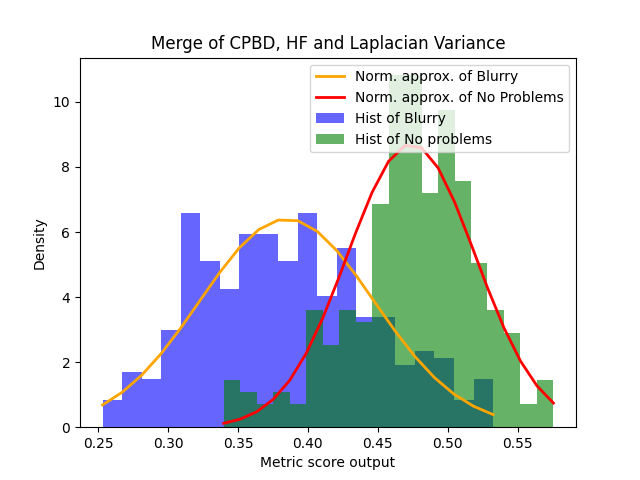 Merge of CPBD, HF and Laplacian Variance
Norm. approx. of Blurry
Norm. approx. of No Problems
Hist of Blurry
Hist of No problems
Density
10
8
6
4
2
0
0.25 0.30 0.35 0.40 0.45 0.50 0.55
Metric score output